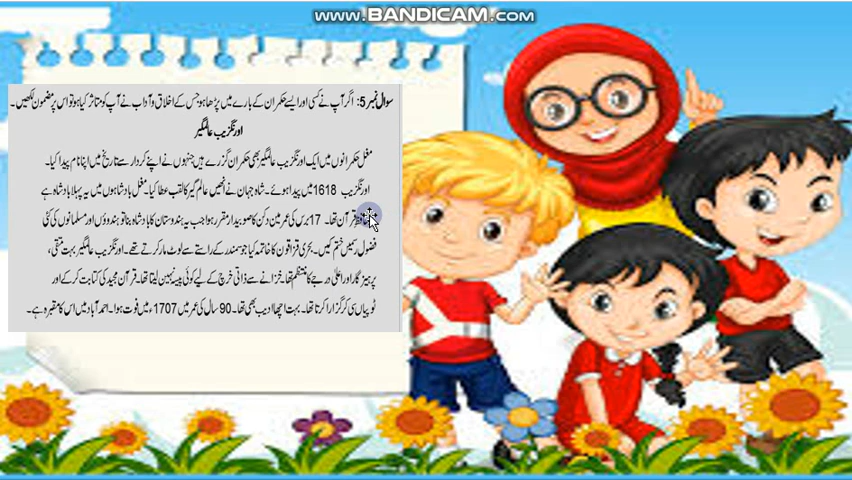 www.BANDICAM.com
سوال نمبر 5: اگر آپ نے کسی اور ایسے حکمران کے بارے میں پڑھا ہو جس کے اخلاق و آداب نے آپ کو متاثر کیا ہو تو اس پر مضمون لکھیں۔
اورنگزیب عالمگیر
مغل حکمرانوں میں ایک اورنگزیب عالمگیر بھی حکمران گزرے ہیں جنہوں نے اپنے کردار سے تاریخ میں اپنا نام پیدا کیا۔
اورنگزیب 1618 میں پیدا ہوئے۔ شاہ جہان نے انھیں عالم گیر کا لقب عطا کیا۔ مغل بادشاہوں میں یہ پہلا بادشاہ ہے
قرآن تھا۔ 17 برس کی عمر میں دکن کا صوبیدار مقرر ہوا جب یہ ہندوستان کا بادشاہ بنا تو ہندوؤں اور مسلمانوں کی کئی
فضول رسمیں ختم کیں۔ بحری قزاقوں کا خاتمہ کیا جو سمندر کے راستے سے لوٹ مار کرتے تھے۔ اورنگزیب عالمگیر بہت متقی،
پرہیز گار اور اعلیٰ درجے کا منتظم تھا۔ خزانے سے ذاتی خرچ کے لیے کوئی پیسہ نہیں لیتا تھا۔ قرآن مجید کی کتابت کر کے اور
ٹوپیاں سی کر گزارا کرتا تھا۔ بہت اچھا ادیب بھی تھا۔ 90 سال کی عمر میں 1707ء میں فوت ہوا۔ احمد آباد میں اس کا مقبرہ ہے۔